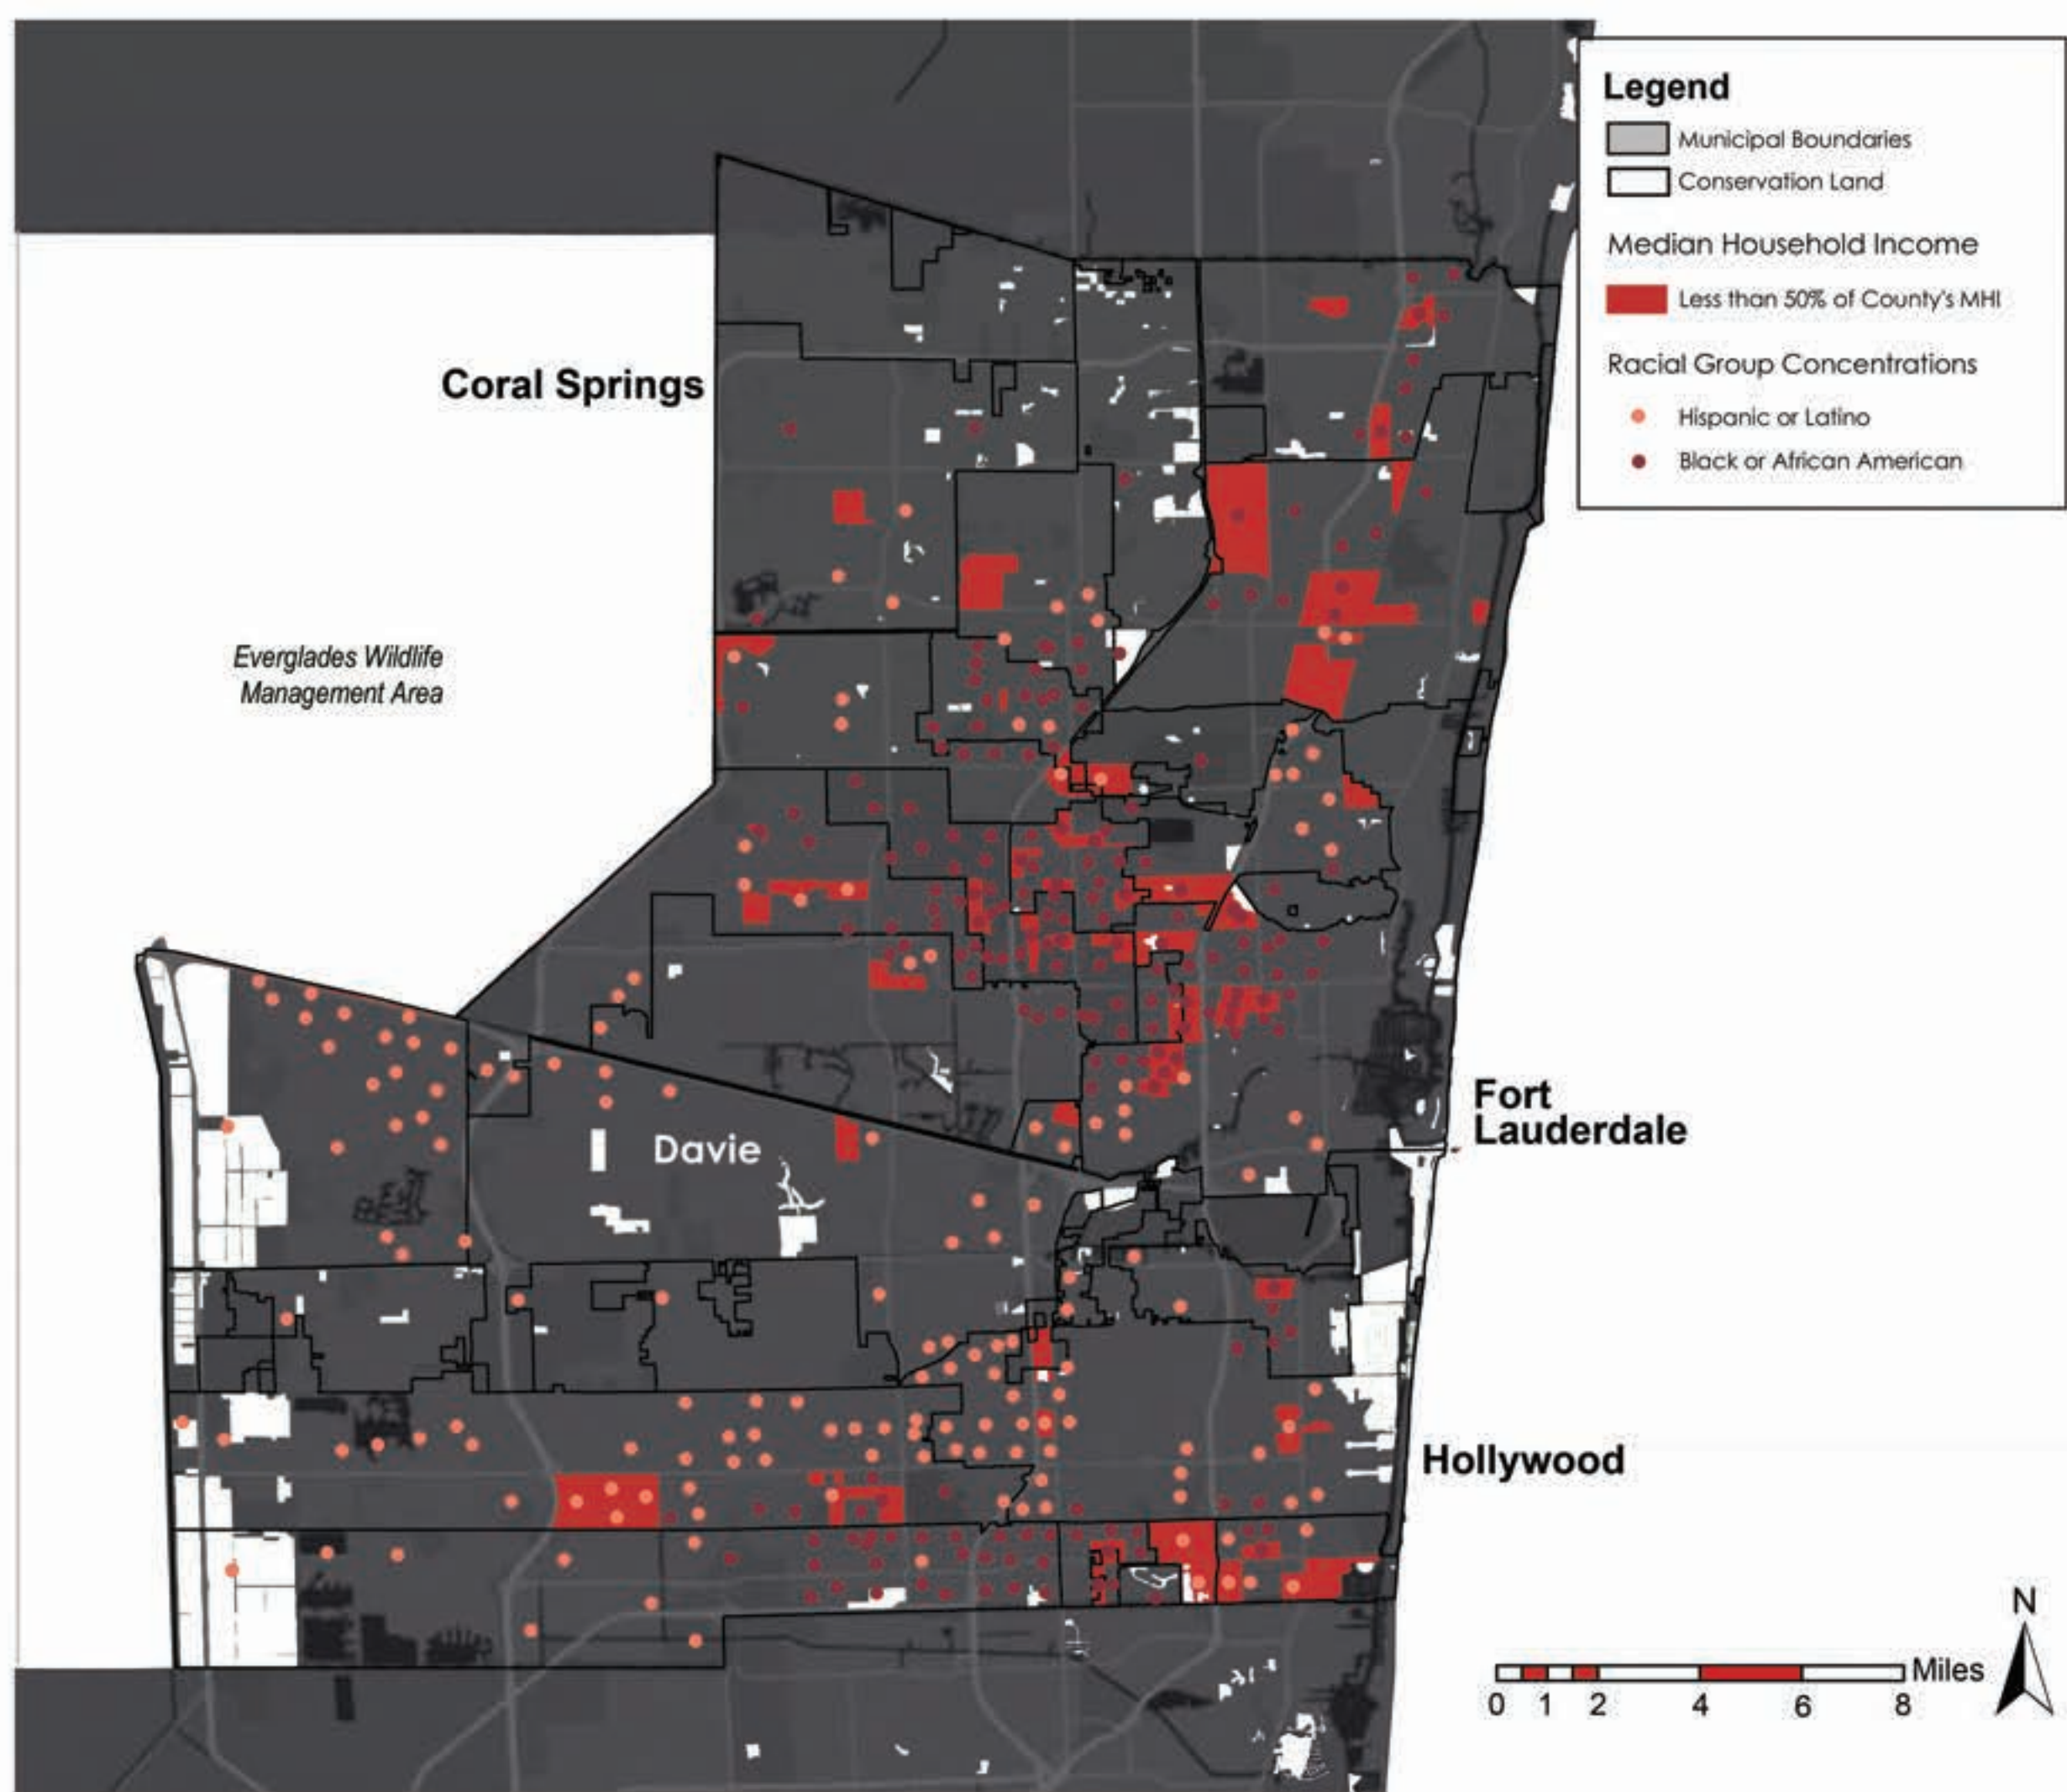 Legend
Municipal Boundaries
Conservation Land
Median Household Income
Less than 50% of County's MHI
Racial Group Concentrations
Hispanic or Latino
Black or African American
Coral Springs
Everglades Wildlife
Management Area
Davie
Fort
Lauderdale
Hollywood
N
Miles
0 1 2 4 6 8